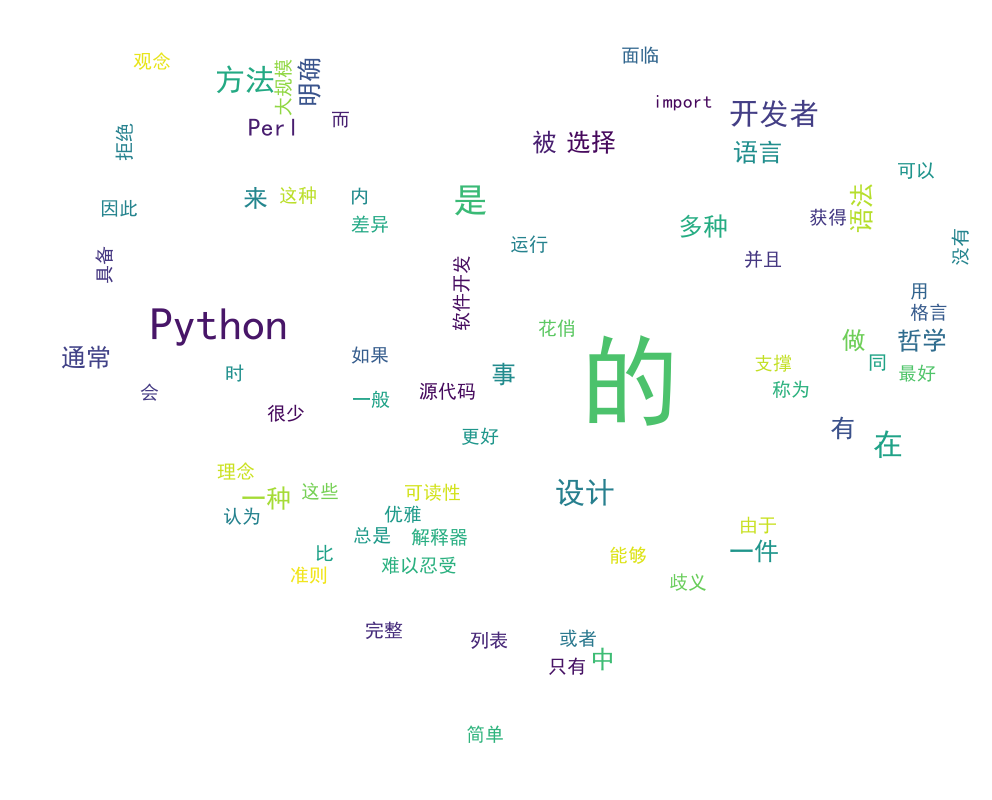 面临
观念
方法
大规模
明确
import
开发者
Perl
而
拒绝
被
选择
语言
可以
来
这种
内
是
语法
因此
差异
多种
获得
没有
运行
并且
具备
软件开发
用
格言
Python
花俏
做
哲学
通常
如果
事
的
支撑
同
最好
时
会
一般
源代码
称为
很少
更好
有
在
理念
一种
这些
可读性
设计
认为
优雅
总是
解释器
由于
比
难以忍受
能够
一件
准则
歧义
完整
列表
或者
只有
中
简单